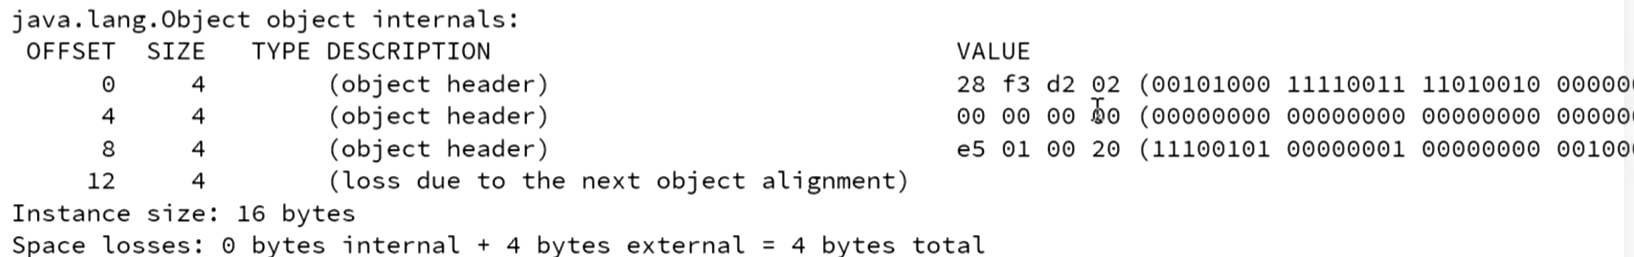 java.lang.Object object internals:
OFFSET SIZE TYPE DESCRIPTION VALUE
0 4 (object header) 28 f3 d2 02 (00101000 11110011 11010010 00000
4 4 (object header) 00 00 00 00 (00000000 00000000 00000000 00000
8 4 (object header) e5 01 00 20 (11100101 00000001 00000000 00100
12 4 (loss due to the next object alignment)
Instance size: 16 bytes
Space losses: 0 bytes internal + 4 bytes external = 4 bytes total